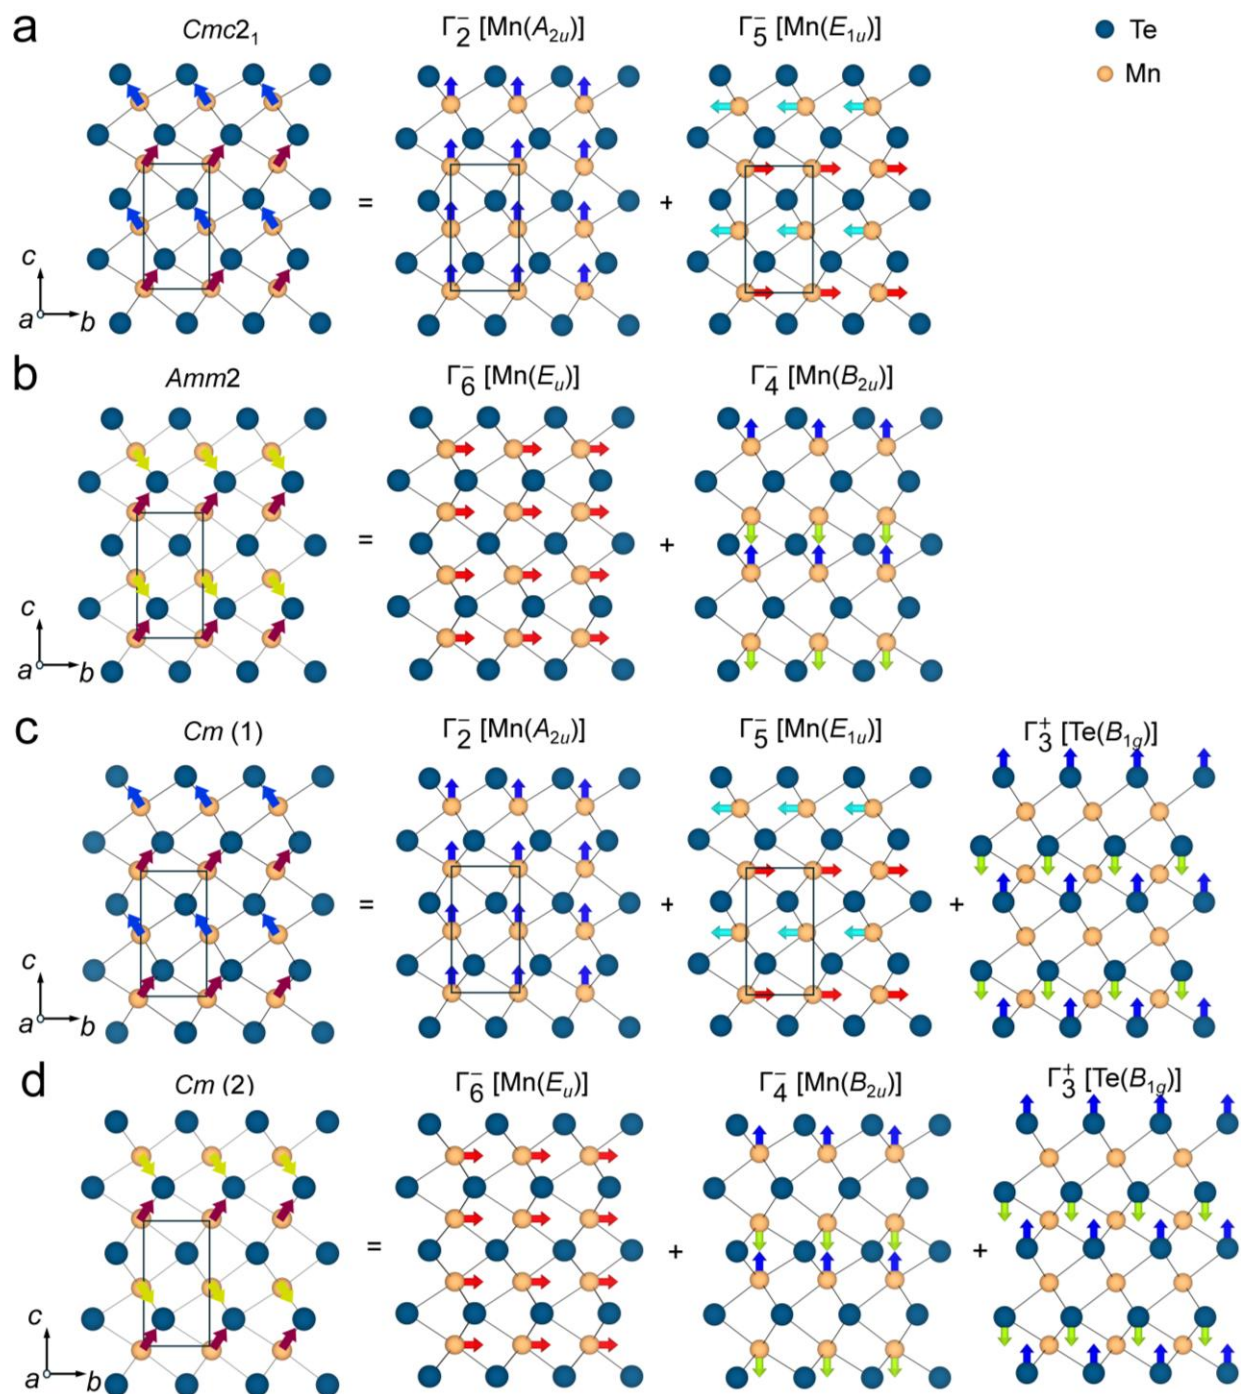 a
Cmc2₁
Γ₂⁻ [Mn(A₂ᵤ)]
Γ₅⁻ [Mn(E₁ᵤ)]
Te
Mn
=
+
c
a
b
b
Amm2
Γ₆⁻ [Mn(Eᵤ)]
Γ₄⁻ [Mn(B₂ᵤ)]
=
+
c
a
b
c
Cm (1)
Γ₂⁻ [Mn(A₂ᵤ)]
Γ₅⁻ [Mn(E₁ᵤ)]
Γ₃⁺ [Te(B₁g)]
=
+
+
c
a
b
d
Cm (2)
Γ₆⁻ [Mn(Eᵤ)]
Γ₄⁻ [Mn(B₂ᵤ)]
Γ₃⁺ [Te(B₁g)]
=
+
+
c
a
b